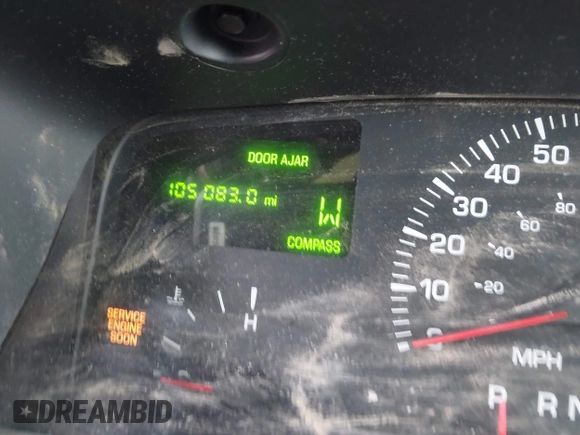 DOOR AJAR
105 083.0 mi
W
COMPASS
H
SERVICE
ENGINE
SOON
0
10
20
30
40
50
20
40
60
80
MPH
P R N
DREAMBID